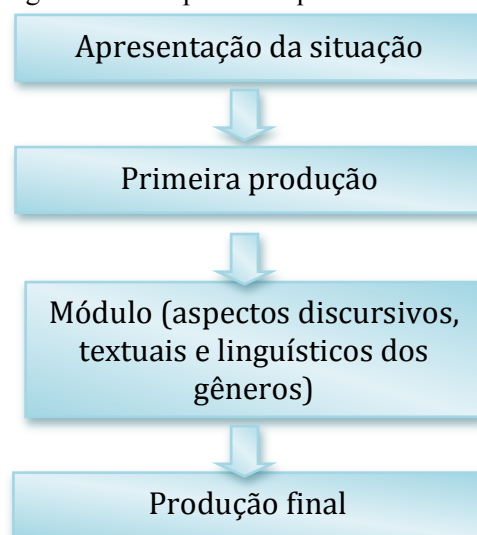 Apresentação da situação
Primeira produção
Módulo (aspectos discursivos,
textuais e linguísticos dos
gêneros)
Produção final